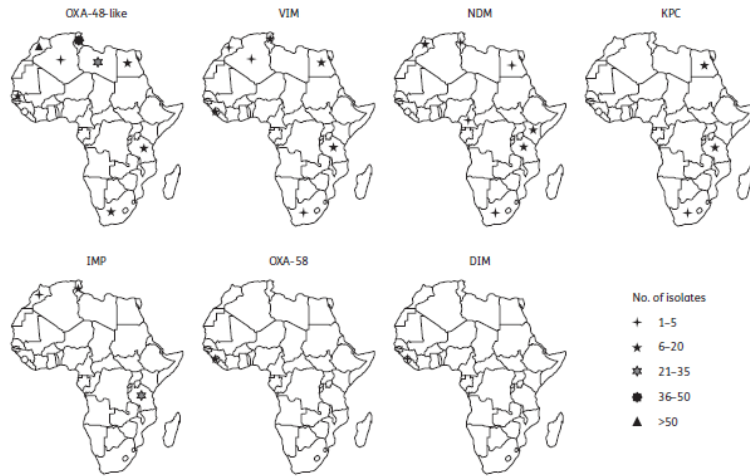 OXA-48-like VIM NDM KPC
IMP OXA-58 DIM
No. of isolates
1–5
6–20
21–35
36–50
>50